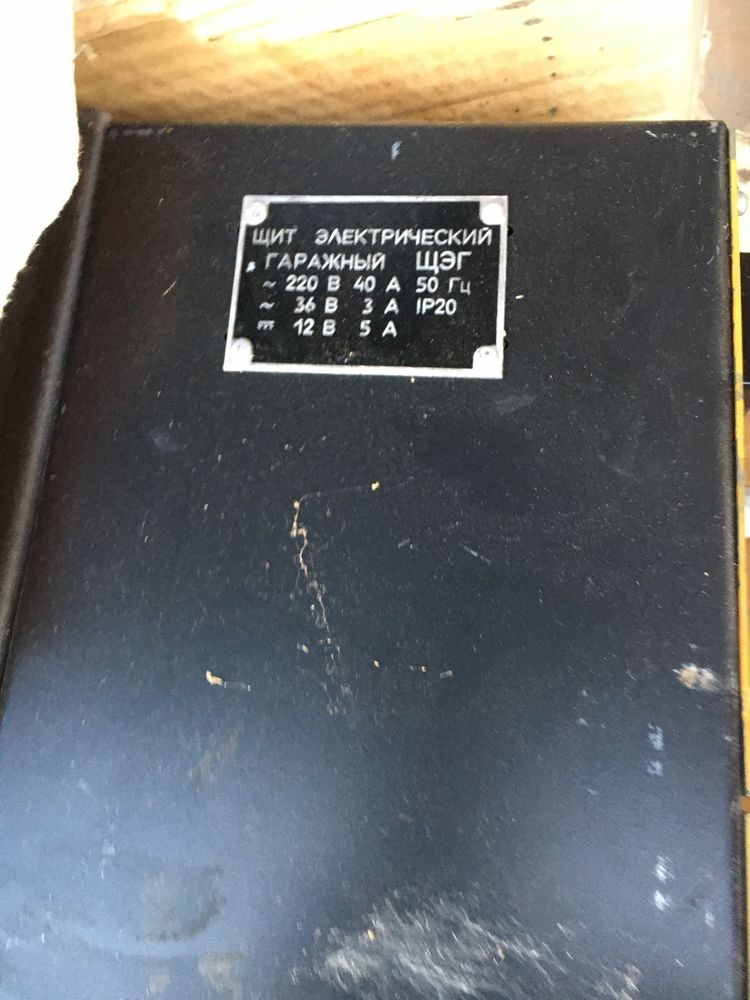 ЩИТ ЭЛЕКТРИЧЕСКИЙ
ГАРАЖНЫЙ ЩЭГ
~ 220 В 40 А 50 Гц
~ 36 В 3 А IP20
⎓ 12 В 5 А